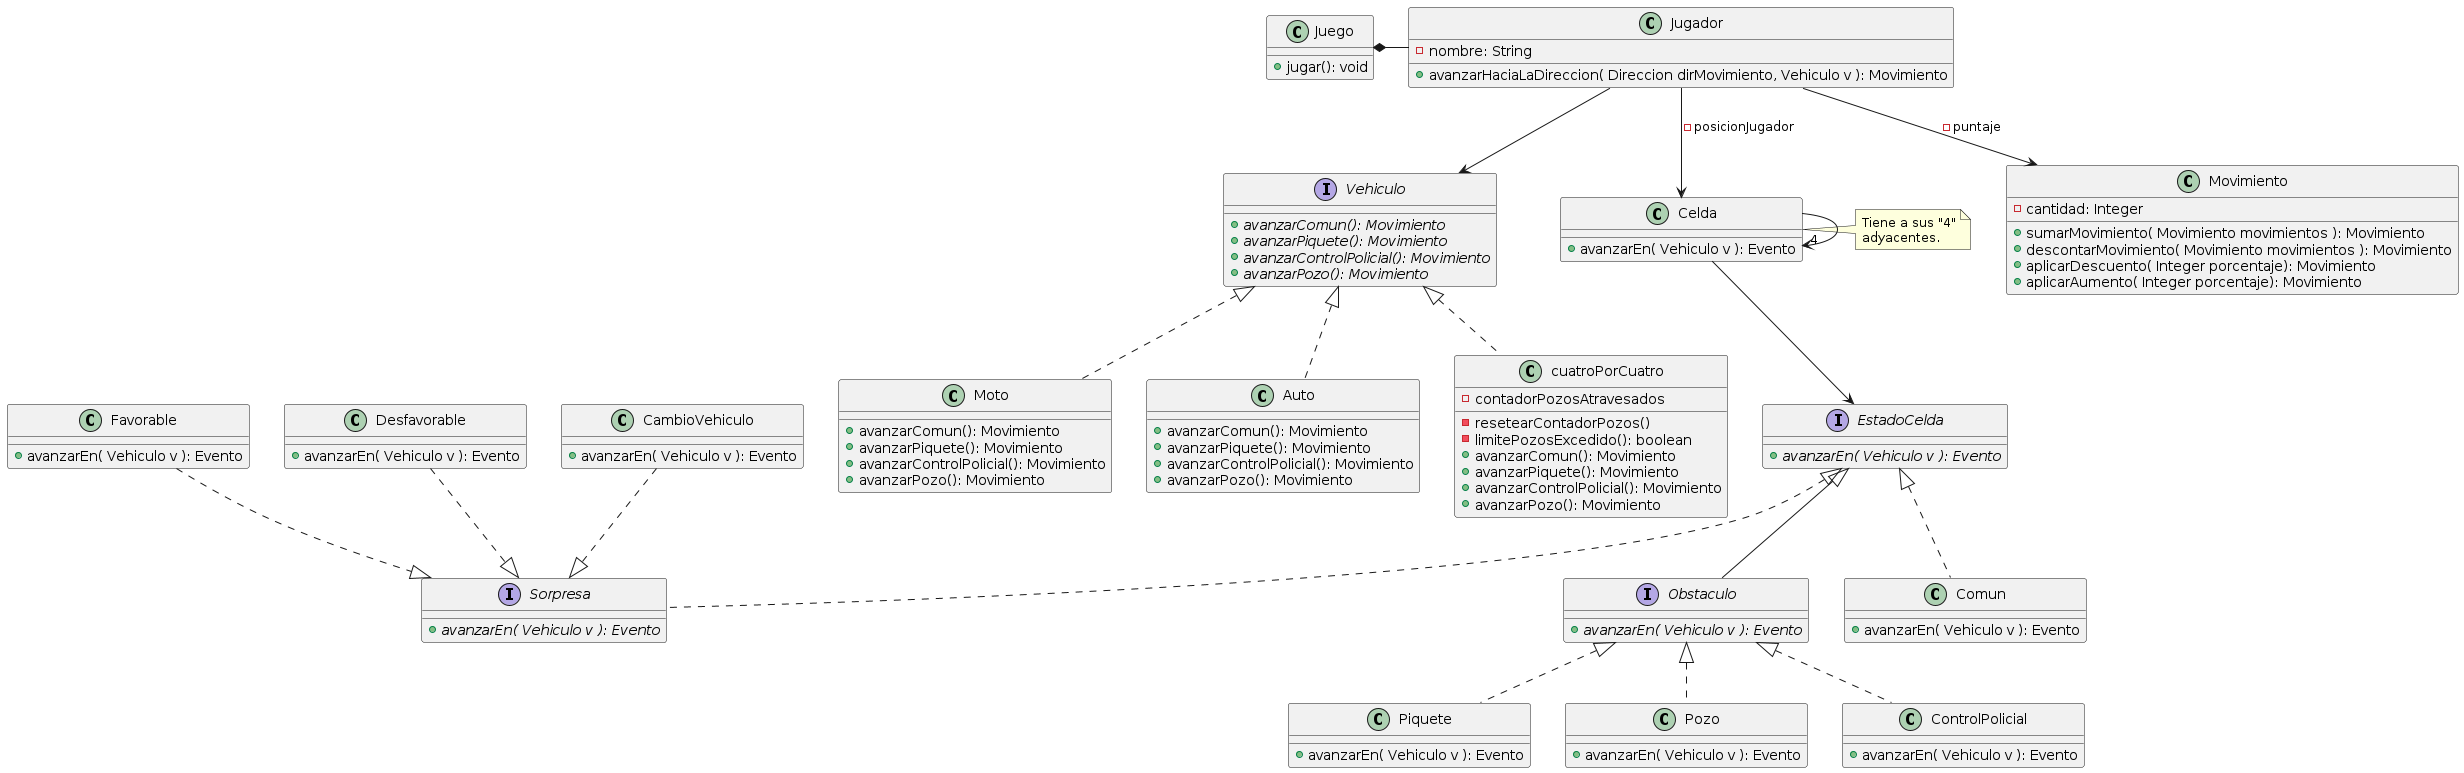 Juego
jugar(): void
Jugador
nombre: String
avanzarHaciaLaDireccion( Direccion dirMovimiento, Vehiculo v ): Movimiento
posicionJugador
puntaje
Vehiculo
avanzarComun(): Movimiento
avanzarPiquete(): Movimiento
avanzarControlPolicial(): Movimiento
avanzarPozo(): Movimiento
Celda
avanzarEn( Vehiculo v ): Evento
4
Tiene a sus "4"
adyacentes.
Movimiento
cantidad: Integer
sumarMovimiento( Movimiento movimientos ): Movimiento
descontarMovimiento( Movimiento movimientos ): Movimiento
aplicarDescuento( Integer porcentaje): Movimiento
aplicarAumento( Integer porcentaje): Movimiento
Favorable
avanzarEn( Vehiculo v ): Evento
Desfavorable
avanzarEn( Vehiculo v ): Evento
CambioVehiculo
avanzarEn( Vehiculo v ): Evento
Moto
avanzarComun(): Movimiento
avanzarPiquete(): Movimiento
avanzarControlPolicial(): Movimiento
avanzarPozo(): Movimiento
Auto
avanzarComun(): Movimiento
avanzarPiquete(): Movimiento
avanzarControlPolicial(): Movimiento
avanzarPozo(): Movimiento
cuatroPorCuatro
contadorPozosAtravesados
resetearContadorPozos()
limitePozosExcedido(): boolean
avanzarComun(): Movimiento
avanzarPiquete(): Movimiento
avanzarControlPolicial(): Movimiento
avanzarPozo(): Movimiento
EstadoCelda
avanzarEn( Vehiculo v ): Evento
Sorpresa
avanzarEn( Vehiculo v ): Evento
Obstaculo
avanzarEn( Vehiculo v ): Evento
Comun
avanzarEn( Vehiculo v ): Evento
Piquete
avanzarEn( Vehiculo v ): Evento
Pozo
avanzarEn( Vehiculo v ): Evento
ControlPolicial
avanzarEn( Vehiculo v ): Evento